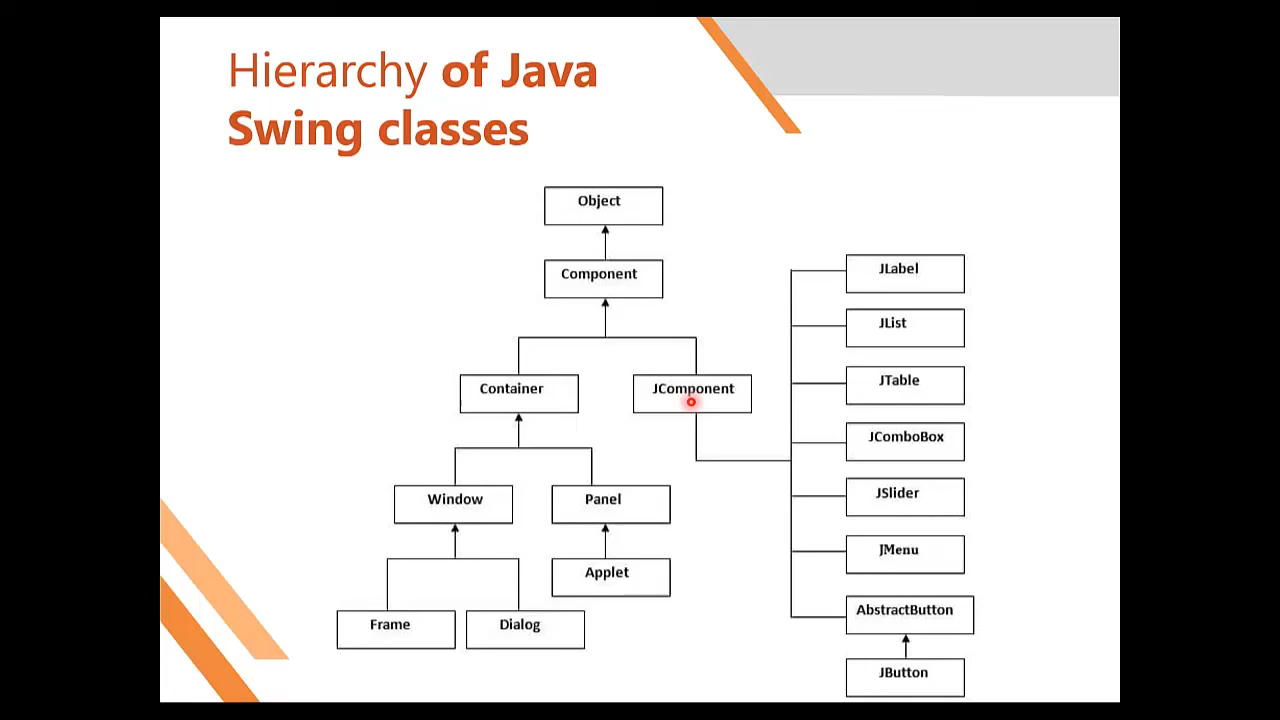 Hierarchy of Java
Swing classes
Object
Component
Container
JComponent
Window
Panel
Applet
Frame
Dialog
JLabel
JList
JTable
JComboBox
JSlider
JMenu
AbstractButton
JButton